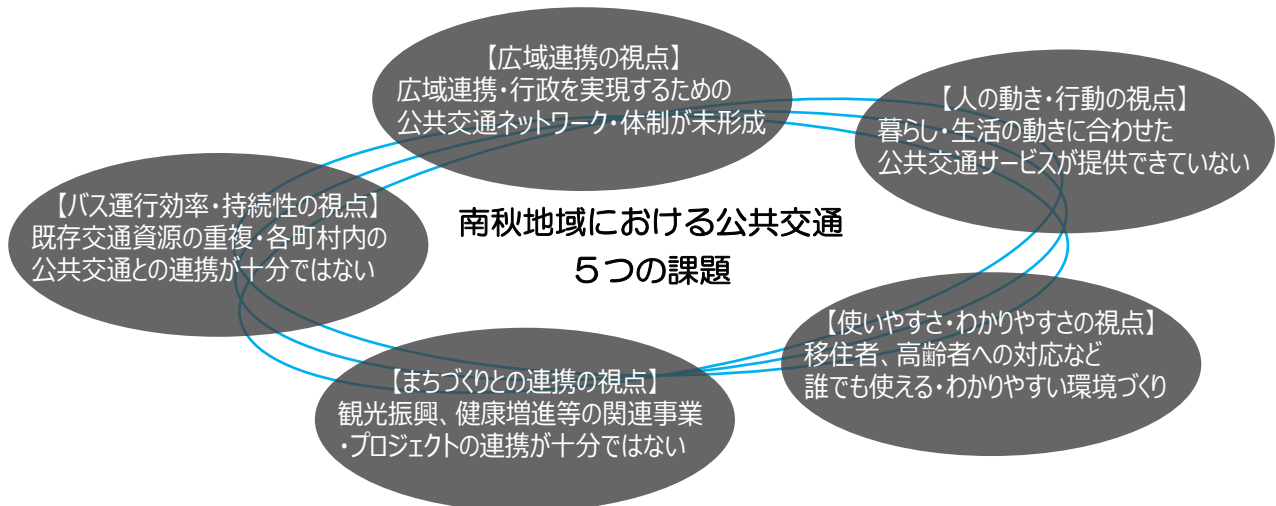 【広域連携の視点】
広域連携・行政を実現するための
公共交通ネットワーク・体制が未形成
【人の動き・行動の視点】
暮らし・生活の動きに合わせた
公共交通サービスが提供できていない
【バス運行効率・持続性の視点】
既存交通資源の重複・各町村内の
公共交通との連携が十分ではない
南秋地域における公共交通
５つの課題
【使いやすさ・わかりやすさの視点】
移住者、高齢者への対応など
誰でも使える・わかりやすい環境づくり
【まちづくりとの連携の視点】
観光振興、健康増進等の関連事業
・プロジェクトの連携が十分ではない